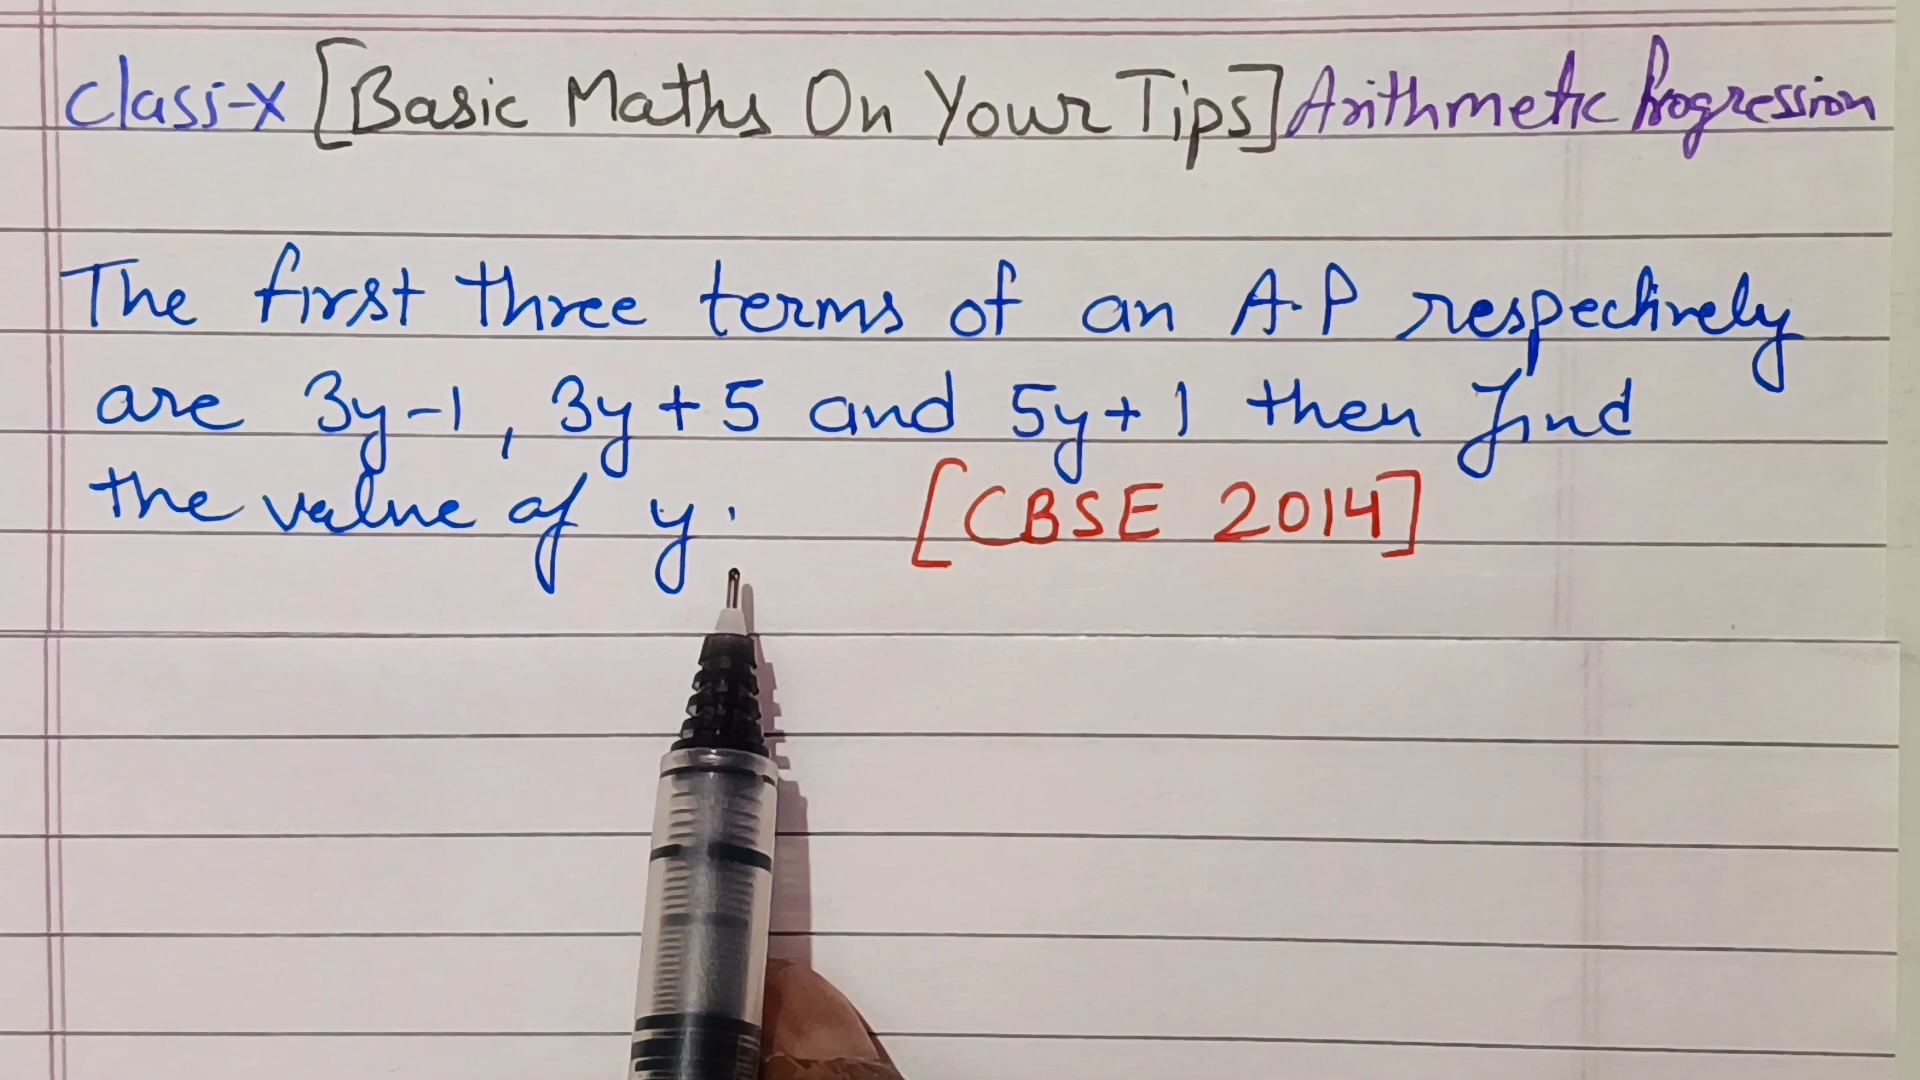 Class-X [Basic Maths On Your Tips] Arithmetic Progression
The first three terms of an A.P respectively
are 3y-1, 3y+5 and 5y+1 then find
the value of y. [CBSE 2014]